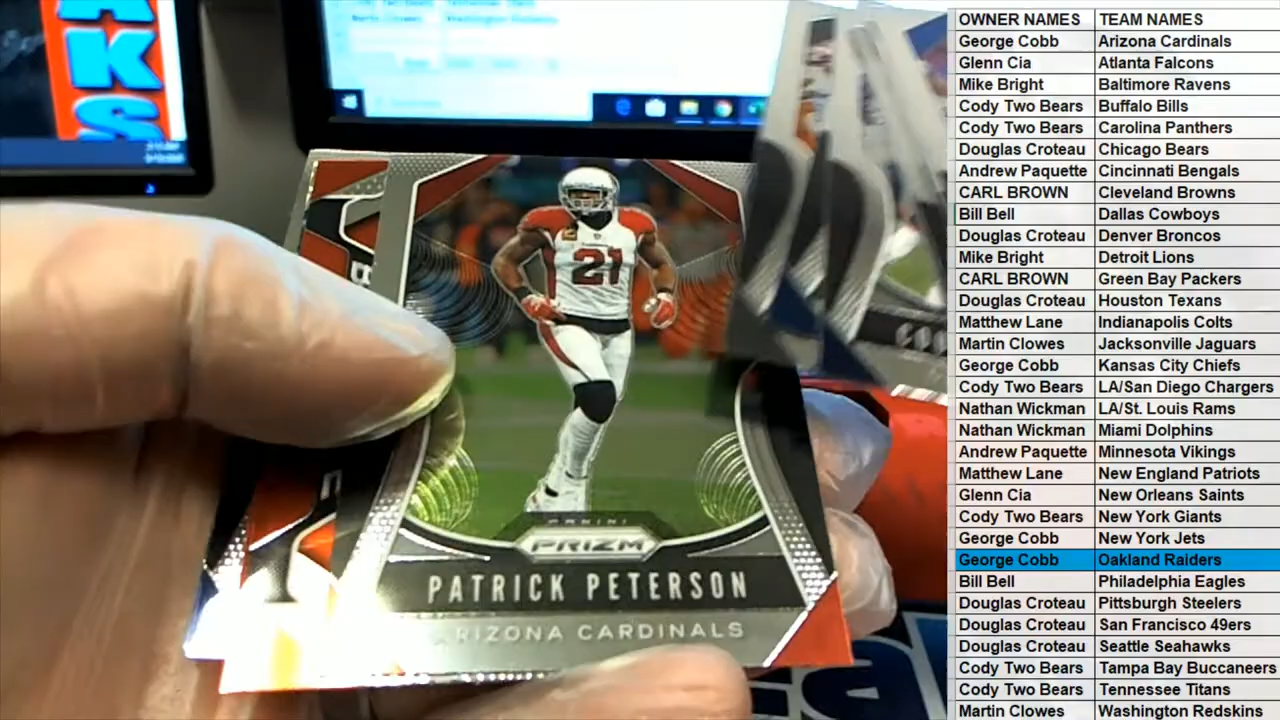 AKS
Martin Clowes Washington Redskins
21
PANINI
PRIZM
PATRICK PETERSON
ARIZONA CARDINALS
OWNER NAMES TEAM NAMES
George Cobb Arizona Cardinals
Glenn Cia Atlanta Falcons
Mike Bright Baltimore Ravens
Cody Two Bears Buffalo Bills
Cody Two Bears Carolina Panthers
Douglas Croteau Chicago Bears
Andrew Paquette Cincinnati Bengals
CARL BROWN Cleveland Browns
Bill Bell Dallas Cowboys
Douglas Croteau Denver Broncos
Mike Bright Detroit Lions
CARL BROWN Green Bay Packers
Douglas Croteau Houston Texans
Matthew Lane Indianapolis Colts
Martin Clowes Jacksonville Jaguars
George Cobb Kansas City Chiefs
Cody Two Bears LA/San Diego Chargers
Nathan Wickman LA/St. Louis Rams
Nathan Wickman Miami Dolphins
Andrew Paquette Minnesota Vikings
Matthew Lane New England Patriots
Glenn Cia New Orleans Saints
Cody Two Bears New York Giants
George Cobb New York Jets
George Cobb Oakland Raiders
Bill Bell Philadelphia Eagles
Douglas Croteau Pittsburgh Steelers
Douglas Croteau San Francisco 49ers
Douglas Croteau Seattle Seahawks
Cody Two Bears Tampa Bay Buccaneers
Cody Two Bears Tennessee Titans
Martin Clowes Washington Redskins